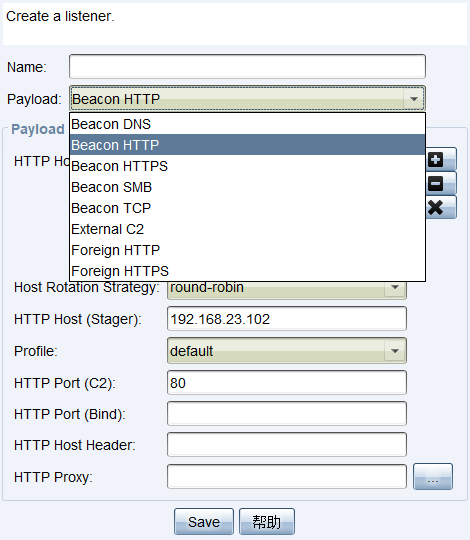 Create a listener.
Name:
Payload: Beacon HTTP
Beacon DNS
Payload
Beacon HTTP
HTTP Ho
Beacon HTTPS
Beacon SMB
Beacon TCP
External C2
Foreign HTTP
Foreign HTTPS
Host Rotation Strategy: round-robin
HTTP Host (Stager): 192.168.23.102
Profile: default
HTTP Port (C2): 80
HTTP Port (Bind):
HTTP Host Header:
HTTP Proxy: ...
Save 帮助